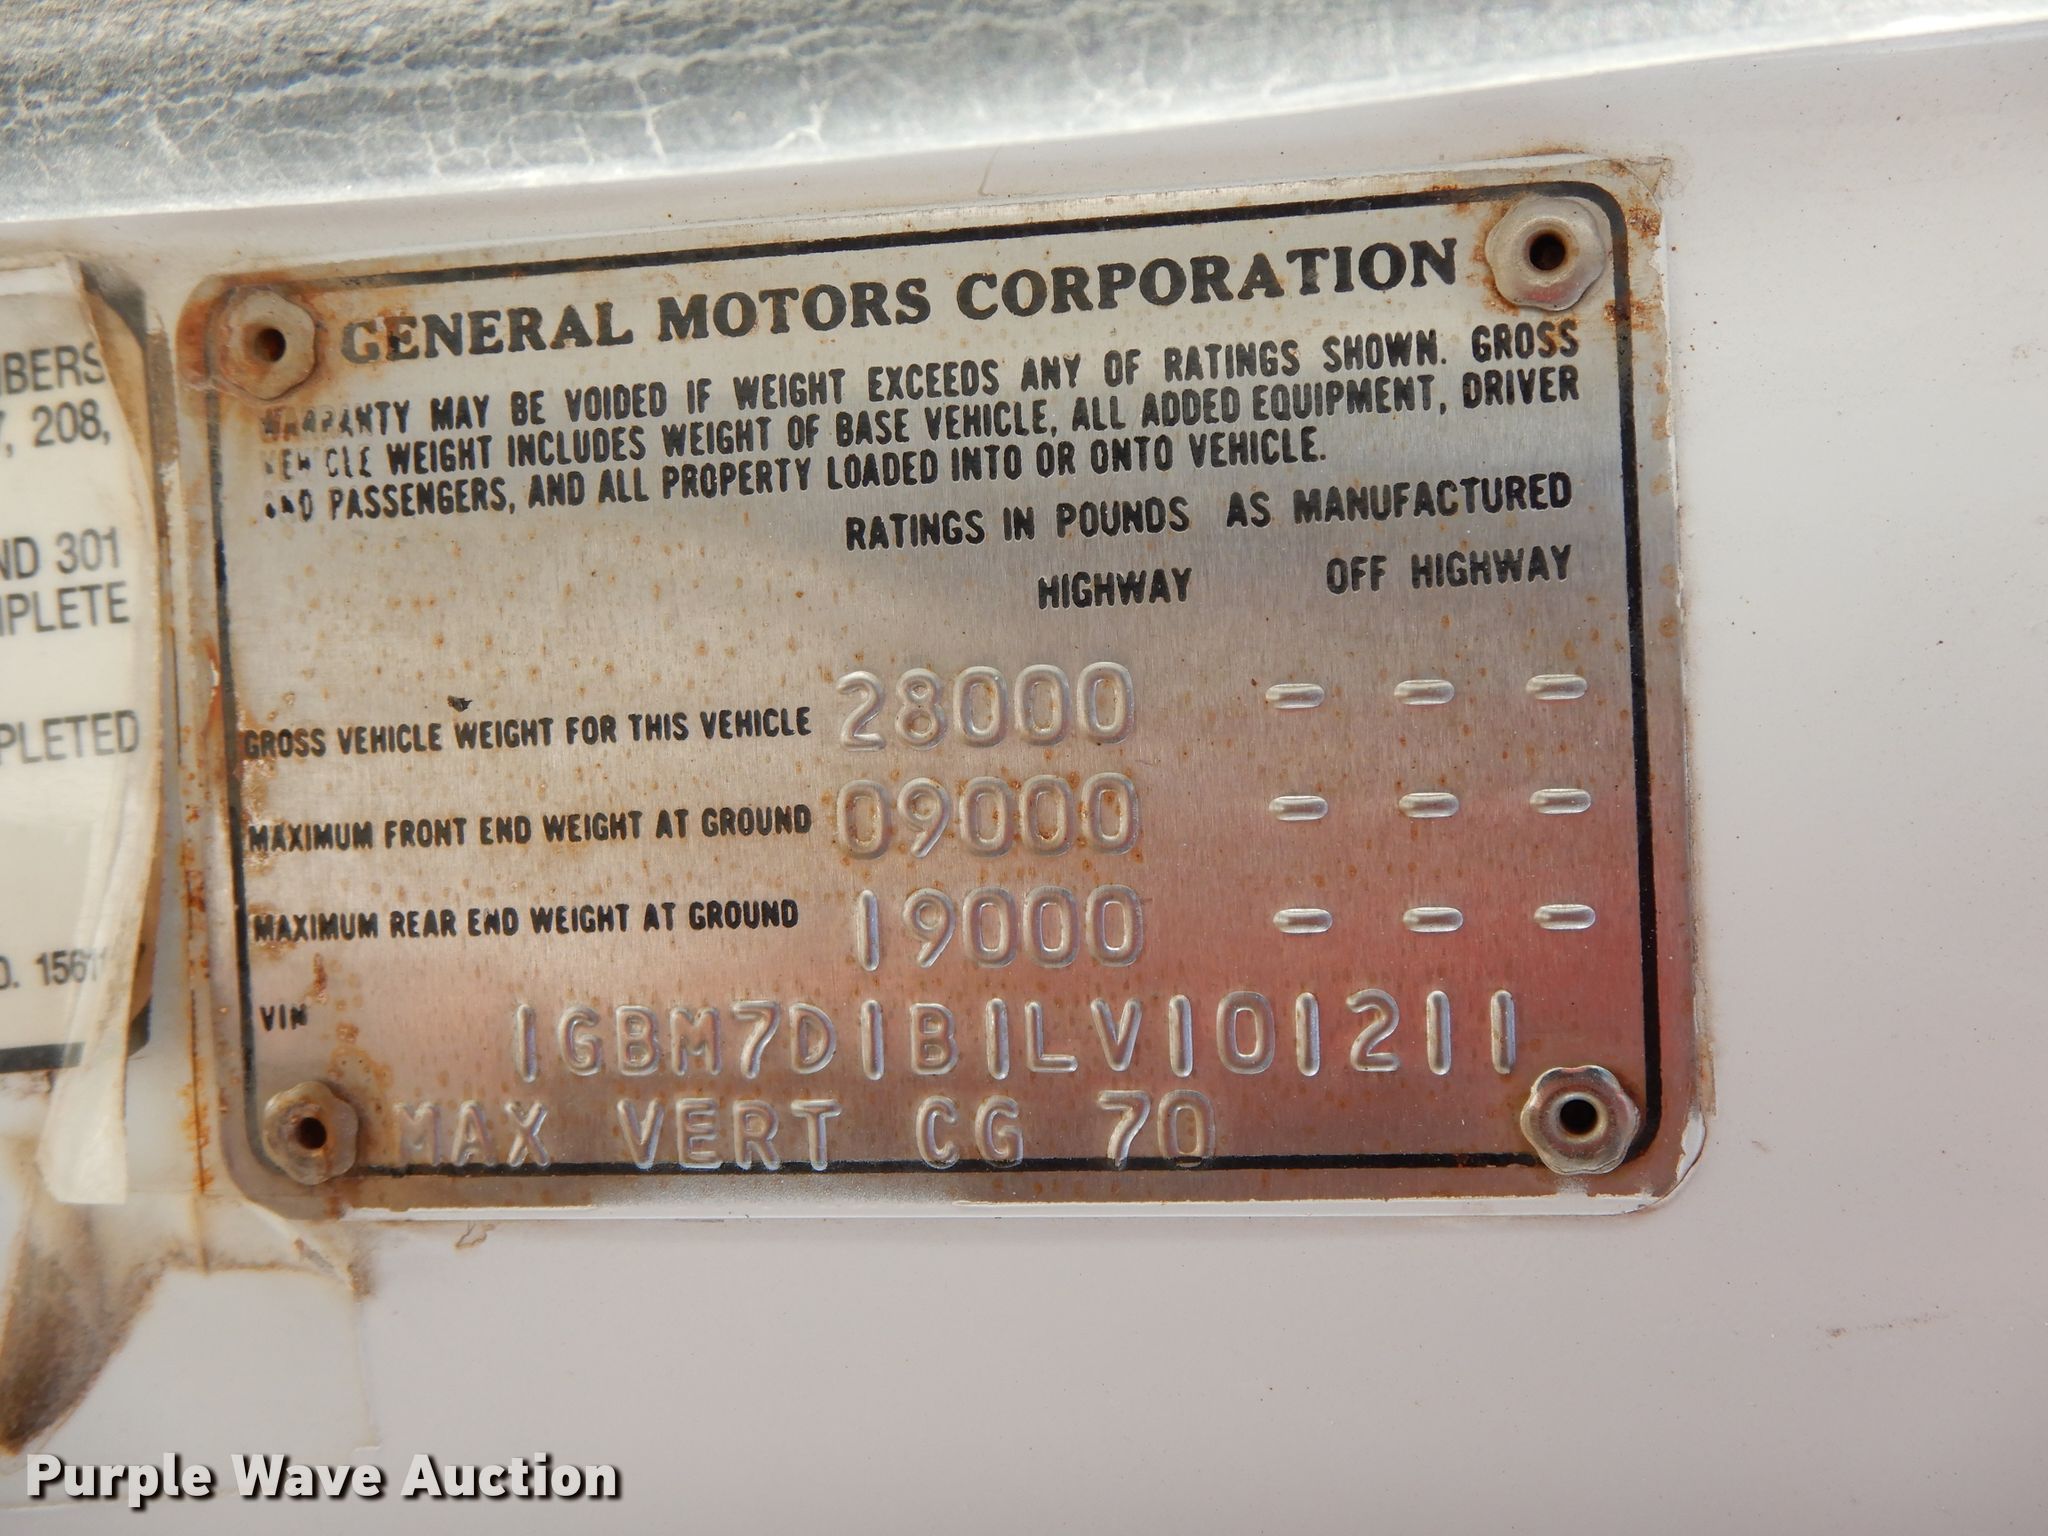 GENERAL MOTORS CORPORATION
WARRANTY MAY BE VOIDED IF WEIGHT EXCEEDS ANY OF RATINGS SHOWN. GROSS
VEHICLE WEIGHT INCLUDES WEIGHT OF BASE VEHICLE, ALL ADDED EQUIPMENT, DRIVER
AND PASSENGERS, AND ALL PROPERTY LOADED INTO OR ONTO VEHICLE.
RATINGS IN POUNDS AS MANUFACTURED
HIGHWAY OFF HIGHWAY
GROSS VEHICLE WEIGHT FOR THIS VEHICLE 28000 - - -
MAXIMUM FRONT END WEIGHT AT GROUND 09000 - - -
MAXIMUM REAR END WEIGHT AT GROUND 19000 - - -
VIN 1GBM7D1B1LV101211
MAX VERT CG 70
208,
301
PLETED
Purple Wave Auction